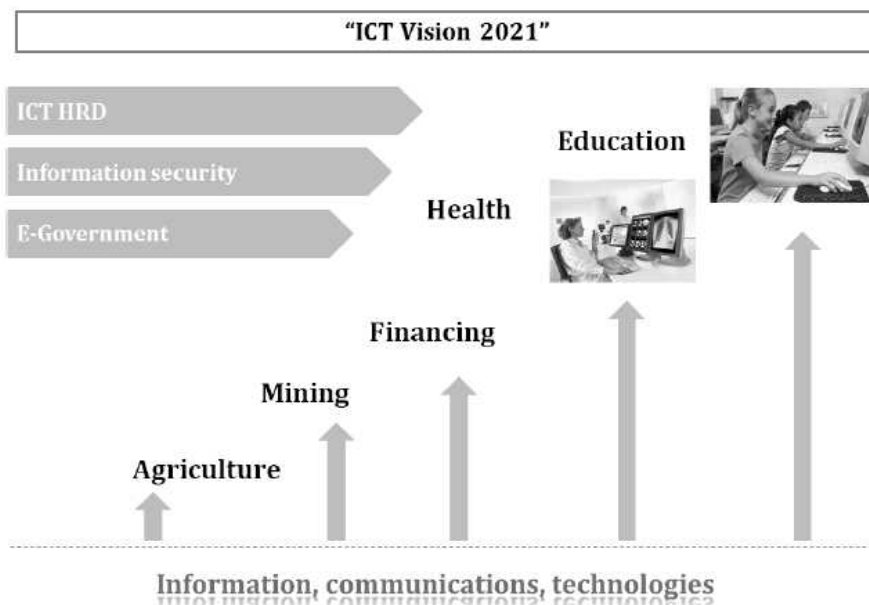 “ICT Vision 2021”
ICT HRD
Information security
E-Government
Education
Health
Financing
Mining
Agriculture
Information, communications, technologies